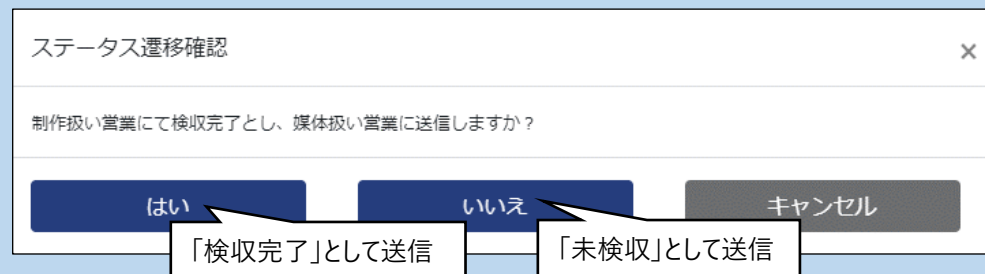 ステータス遷移確認
×
制作扱い営業にて検収完了とし、媒体扱い営業に送信しますか？
はい
いいえ
キャンセル
「検収完了」として送信
「未検収」として送信